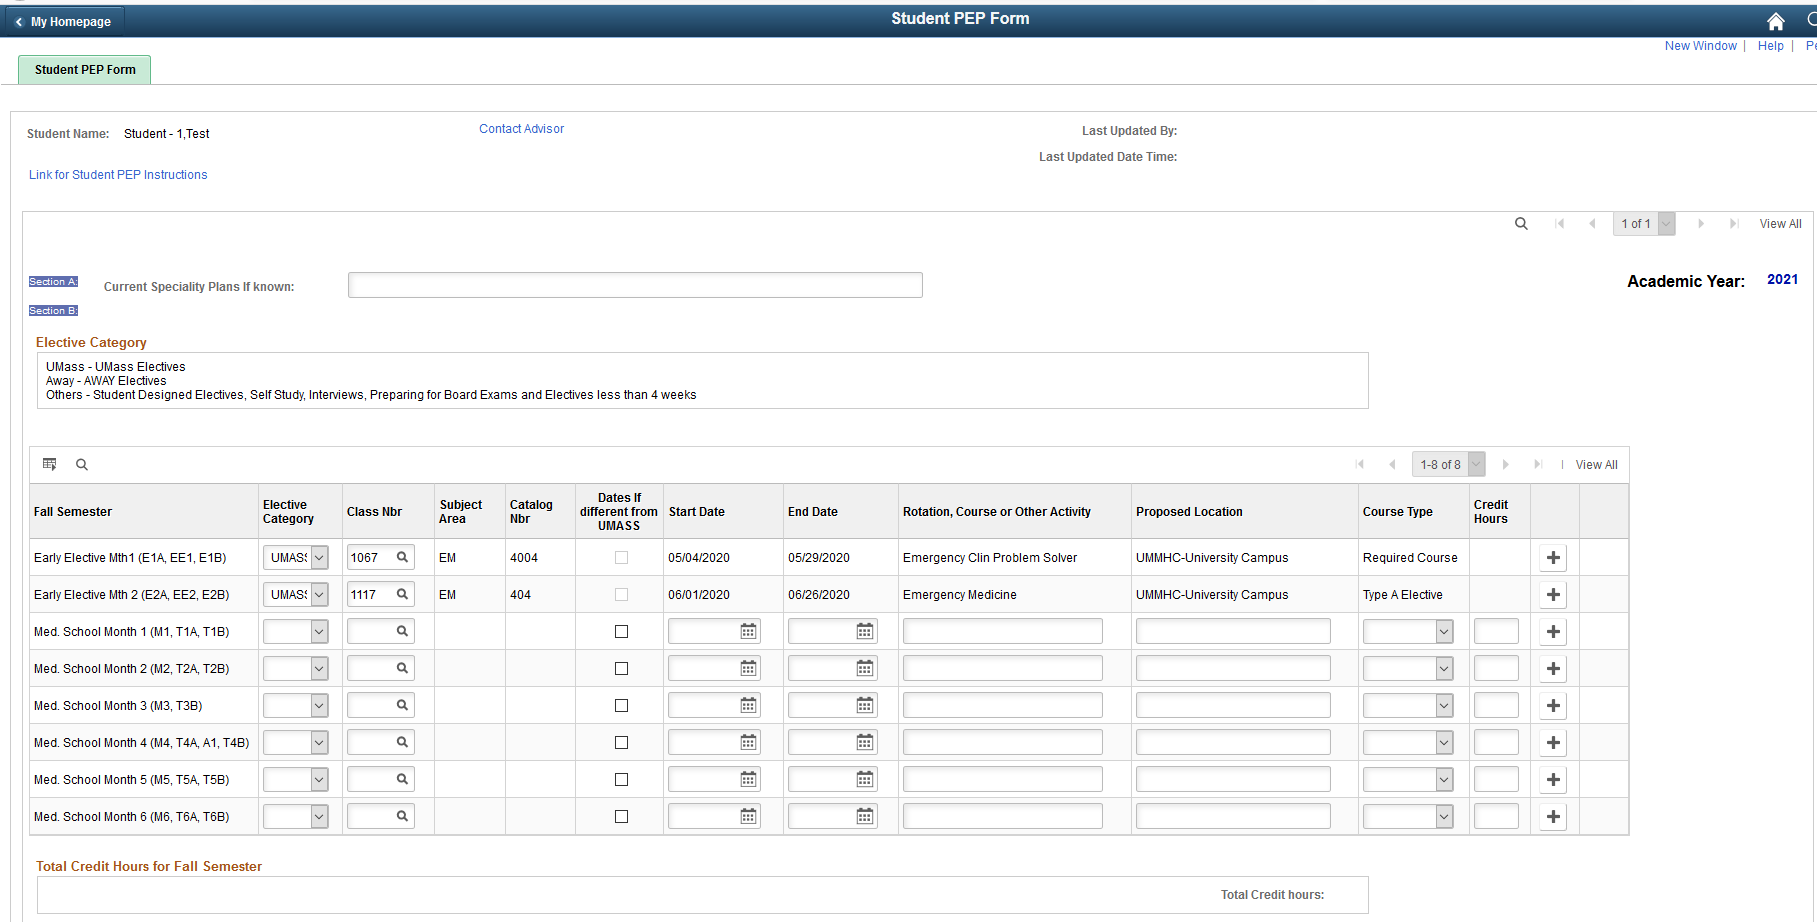 My Homepage
Student PEP Form
New Window | Help |
Student PEP Form
Student Name: Student - 1,Test
Contact Advisor
Last Updated By:
Last Updated Date Time:
Link for Student PEP Instructions
1 of 1
View All
Section A:
Current Speciality Plans If known:
Academic Year: 2021
Section B:
Elective Category
UMass - UMass Electives
Away - AWAY Electives
Others - Student Designed Electives, Self Study, Interviews, Preparing for Board Exams and Electives less than 4 weeks
1-8 of 8 | View All
Fall Semester
Elective Category
Class Nbr
Subject Area
Catalog Nbr
Dates If different from UMASS
Start Date
End Date
Rotation, Course or Other Activity
Proposed Location
Course Type
Credit Hours
Early Elective Mth1 (E1A, EE1, E1B) UMASS 1067 EM 4004 05/04/2020 05/29/2020 Emergency Clin Problem Solver UMMHC-University Campus Required Course
Early Elective Mth 2 (E2A, EE2, E2B) UMASS 1117 EM 404 06/01/2020 06/26/2020 Emergency Medicine UMMHC-University Campus Type A Elective
Med. School Month 1 (M1, T1A, T1B)
Med. School Month 2 (M2, T2A, T2B)
Med. School Month 3 (M3, T3B)
Med. School Month 4 (M4, T4A, A1, T4B)
Med. School Month 5 (M5, T5A, T5B)
Med. School Month 6 (M6, T6A, T6B)
Total Credit Hours for Fall Semester
Total Credit hours: